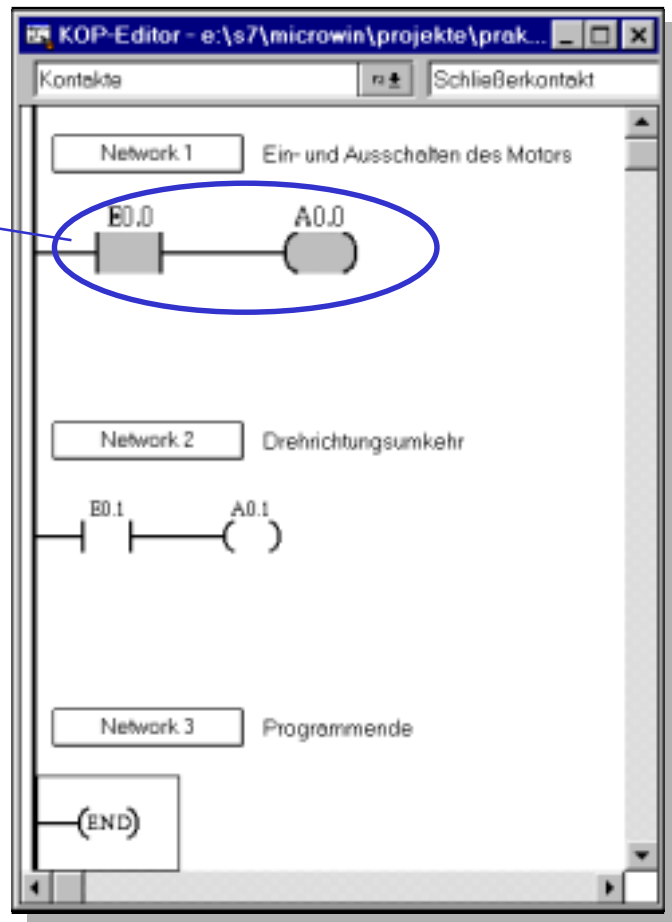 KOP-Editor - e:\s7\microwin\projekte\prak...
Kontakte F2 Schließerkontakt
Network 1 Ein- und Ausschalten des Motors
E0.0 A0.0
Network 2 Drehrichtungsumkehr
E0.1 A0.1
Network 3 Programmende
END